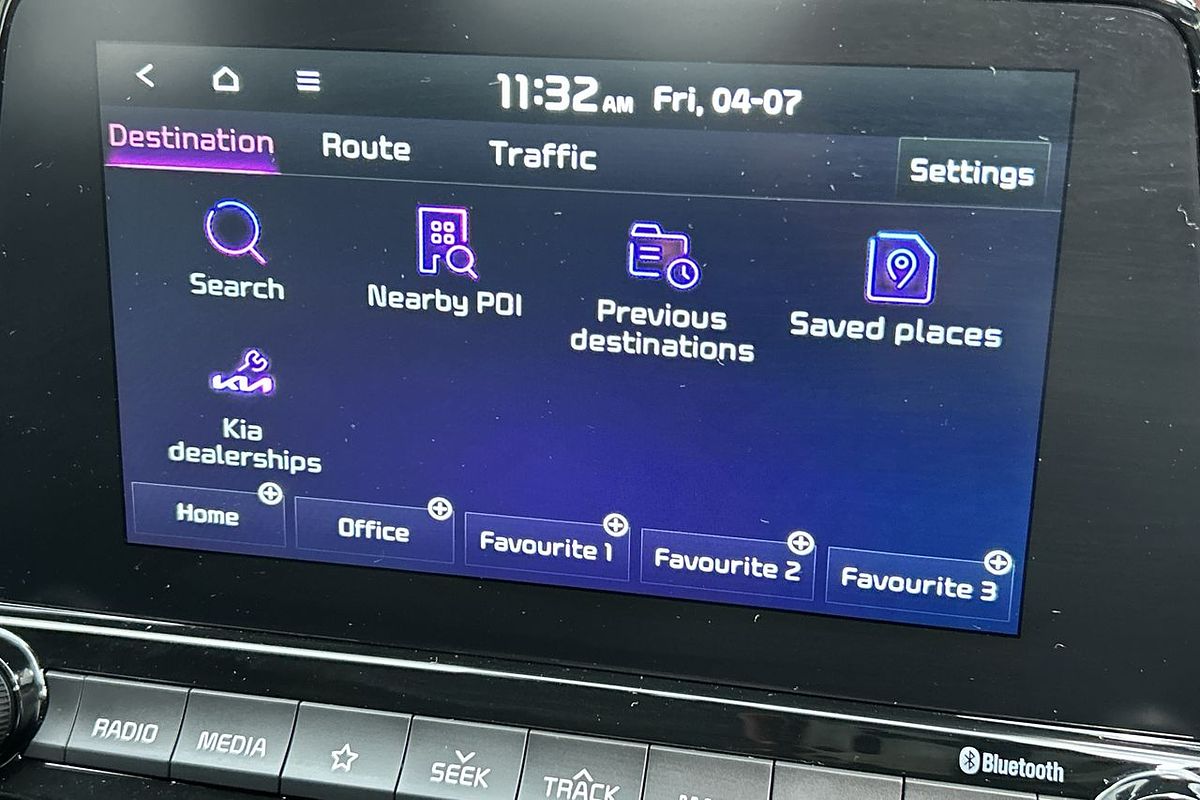 11:32 AM Fri, 04-07
Destination Route Traffic Settings
Search Nearby POI Previous destinations Saved places
Kia dealerships
Home Office Favourite 1 Favourite 2 Favourite 3
RADIO MEDIA SEEK TRACK
Bluetooth